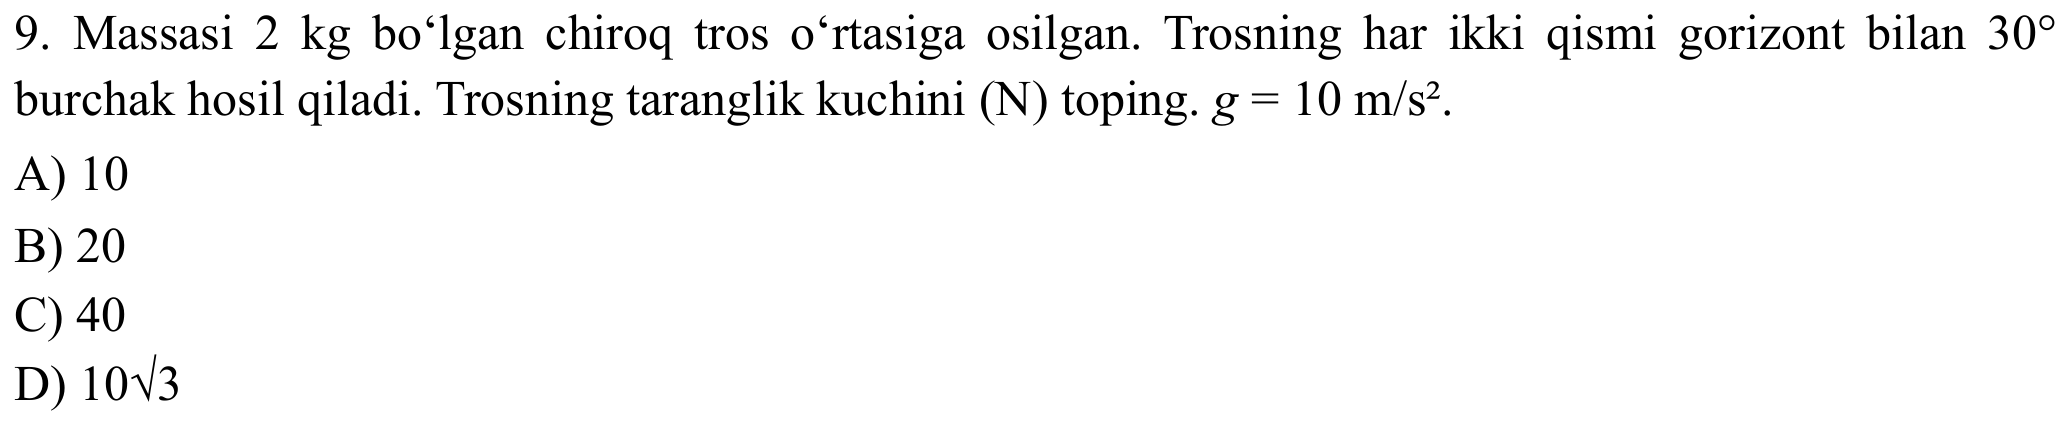 9. Massasi 2 kg bo‘lgan chiroq tros o‘rtasiga osilgan. Trosning har ikki qismi gorizont bilan 30°
burchak hosil qiladi. Trosning taranglik kuchini (N) toping. g = 10 m/s².
A) 10
B) 20
C) 40
D) 10√3